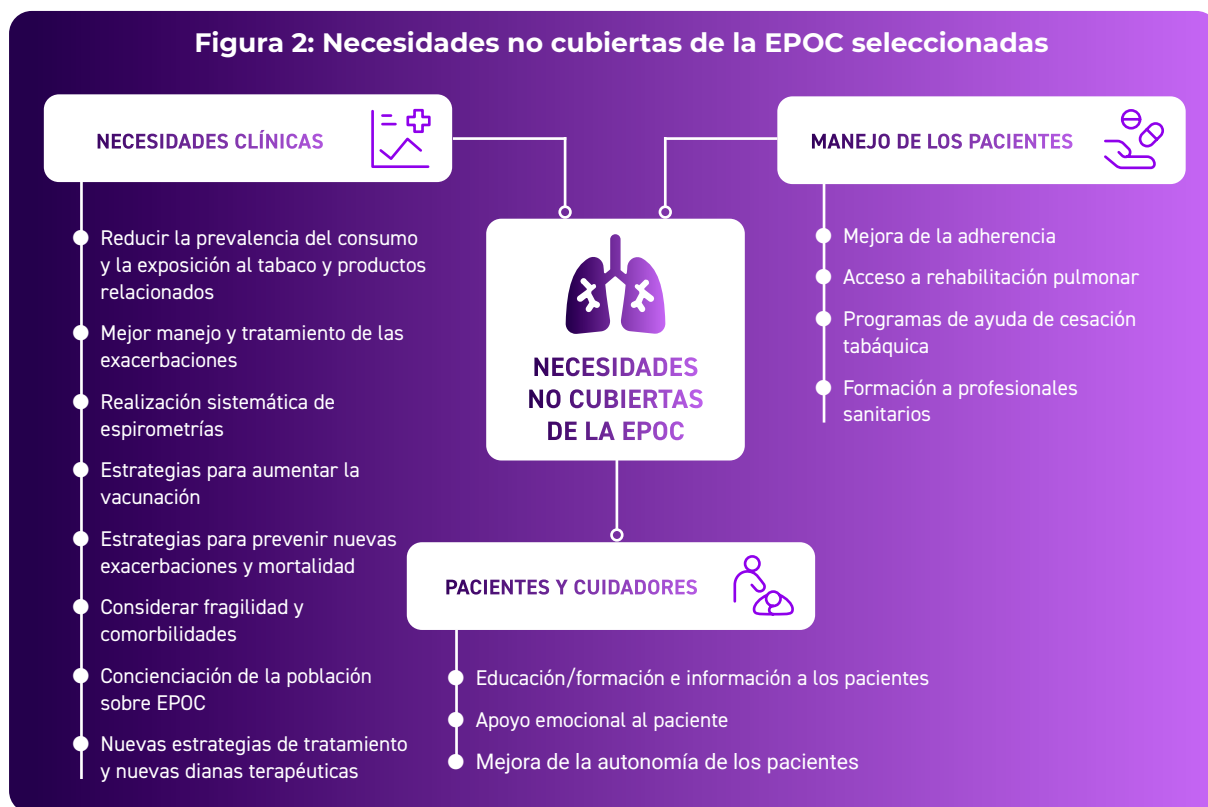 Figura 2: Necesidades no cubiertas de la EPOC seleccionadas
NECESIDADES CLÍNICAS
Reducir la prevalencia del consumo
y la exposición al tabaco y productos
relacionados
Mejor manejo y tratamiento de las
exacerbaciones
Realización sistemática de
espirometrías
Estrategias para aumentar la
vacunación
Estrategias para prevenir nuevas
exacerbaciones y mortalidad
Considerar fragilidad y
comorbilidades
Concienciación de la población
sobre EPOC
Nuevas estrategias de tratamiento
y nuevas dianas terapéuticas
NECESIDADES
NO CUBIERTAS
DE LA EPOC
MANEJO DE LOS PACIENTES
Mejora de la adherencia
Acceso a rehabilitación pulmonar
Programas de ayuda de cesación
tabáquica
Formación a profesionales
sanitarios
PACIENTES Y CUIDADORES
Educación/formación e información a los pacientes
Apoyo emocional al paciente
Mejora de la autonomía de los pacientes